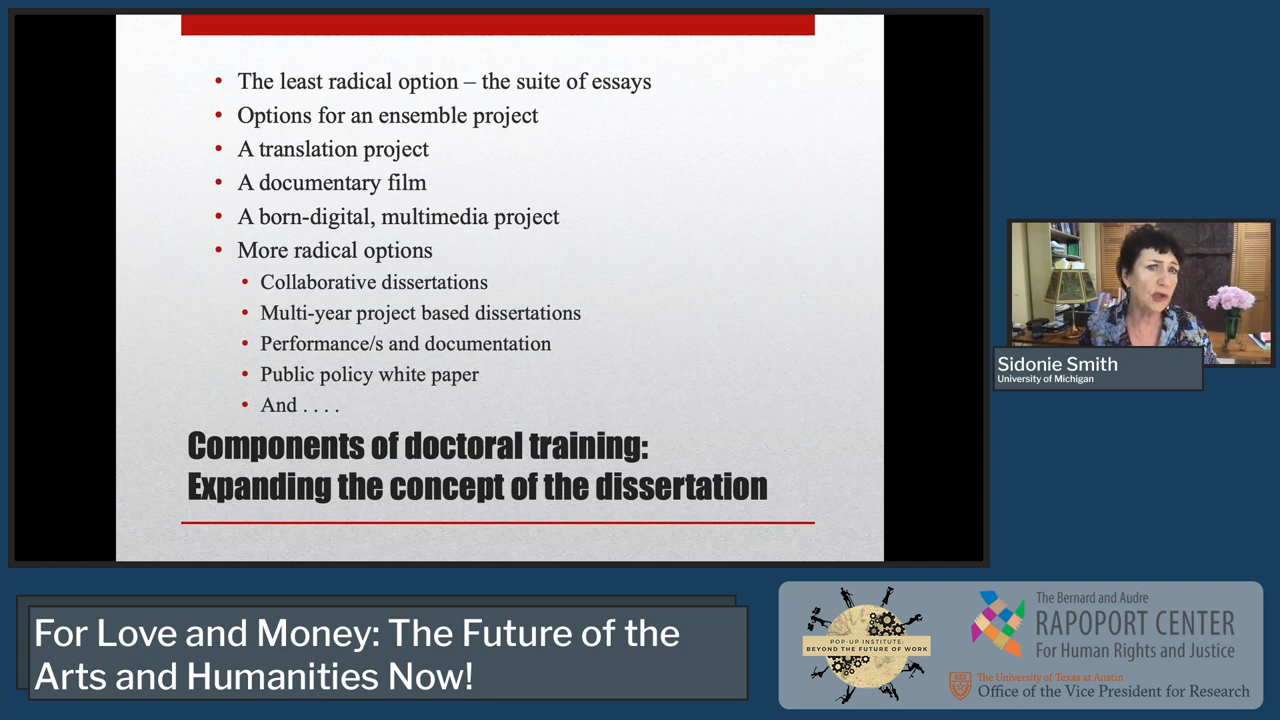 • The least radical option – the suite of essays
• Options for an ensemble project
• A translation project
• A documentary film
• A born-digital, multimedia project
• More radical options
• Collaborative dissertations
• Multi-year project based dissertations
• Performance/s and documentation
• Public policy white paper
• And . . . .
Components of doctoral training:
Expanding the concept of the dissertation
Sidonie Smith
University of Michigan
For Love and Money: The Future of the
Arts and Humanities Now!
POP-UP INSTITUTE:
BEYOND THE FUTURE OF WORK
The Bernard and Audre
RAPOPORT CENTER
For Human Rights and Justice
The University of Texas at Austin
Office of the Vice President for Research